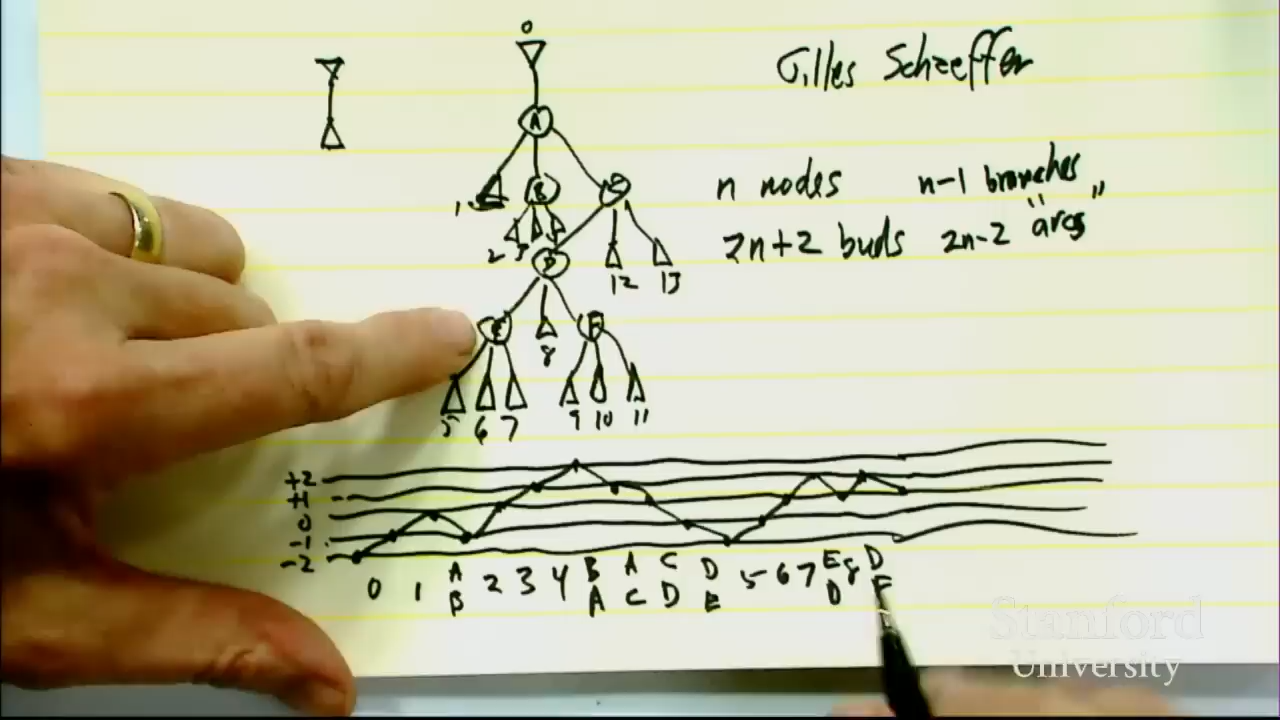 0
Gilles Schaeffer
A
1 B C
n nodes n-1 branches
2 3 D 12 13
2n+2 buds 2n-2 "arcs"
E 8 F
5 6 7 9 10 11
+2
+1
0
-1
-2
0 1 A 2 3 4 B A C D 5 6 7 E 8 D
B A C D E D F
Stanford
University